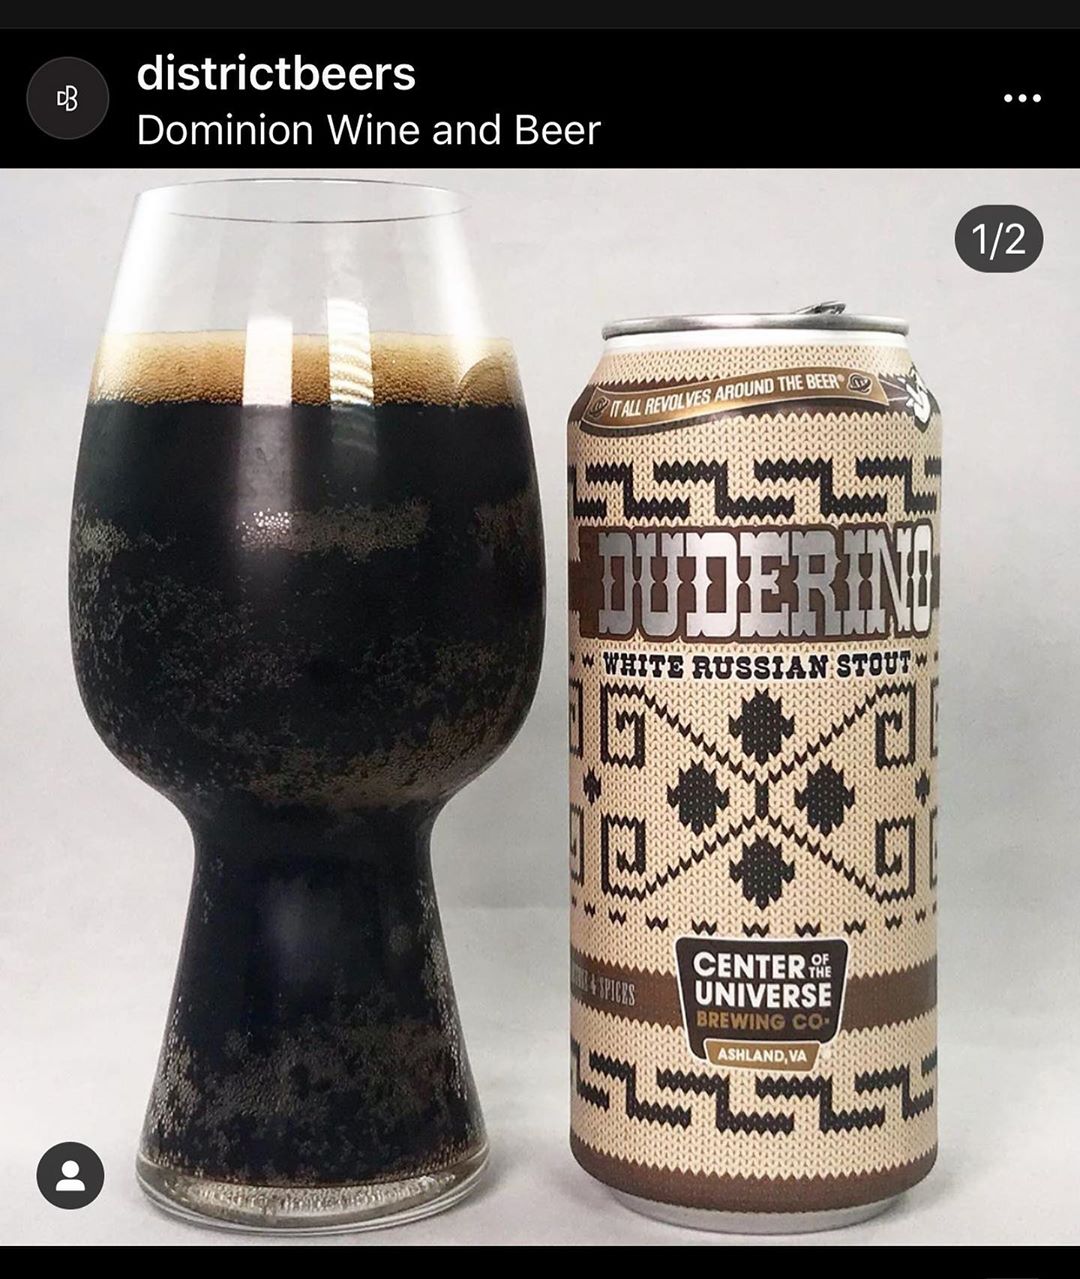 districtbeers
Dominion Wine and Beer
1/2
IT ALL REVOLVES AROUND THE BEER®
DUDERINO
WHITE RUSSIAN STOUT
& SPICES
CENTER OF THE
UNIVERSE
BREWING CO.
ASHLAND, VA